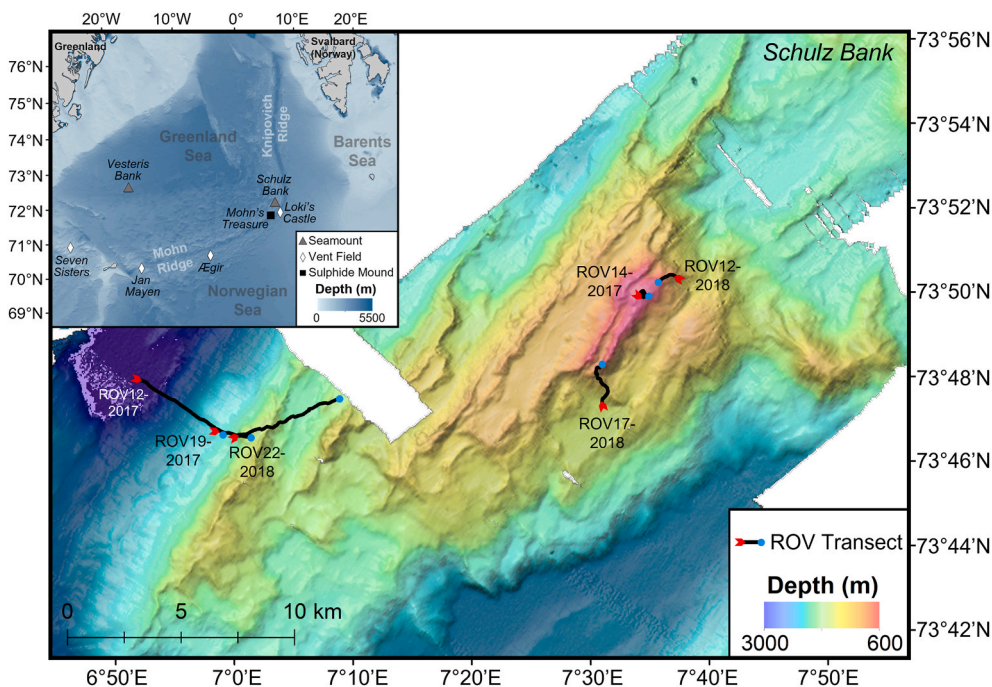 20°W 10°W 0° 10°E 20°E
Schulz Bank
73°56'N
73°54'N
73°52'N
73°50'N
73°48'N
73°46'N
73°44'N
73°42'N
76°N
75°N
74°N
73°N
72°N
71°N
70°N
69°N
Greenland
Svalbard
(Norway)
Greenland
Sea
Knipovich
Ridge
Barents
Sea
Vesteris
Bank
Schulz
Bank
Mohn's
Treasure
Loki's
Castle
Mohn
Ridge
Seven
Sisters
Jan
Mayen
Ægir
Norwegian
Sea
Seamount
Vent Field
Sulphide Mound
Depth (m)
0 5500
ROV14-
2017
ROV12-
2018
ROV17-
2018
ROV12-
2017
ROV19-
2017
ROV22-
2018
ROV Transect
Depth (m)
3000 600
0 5 10 km
6°50'E 7°0'E 7°10'E 7°20'E 7°30'E 7°40'E 7°50'E